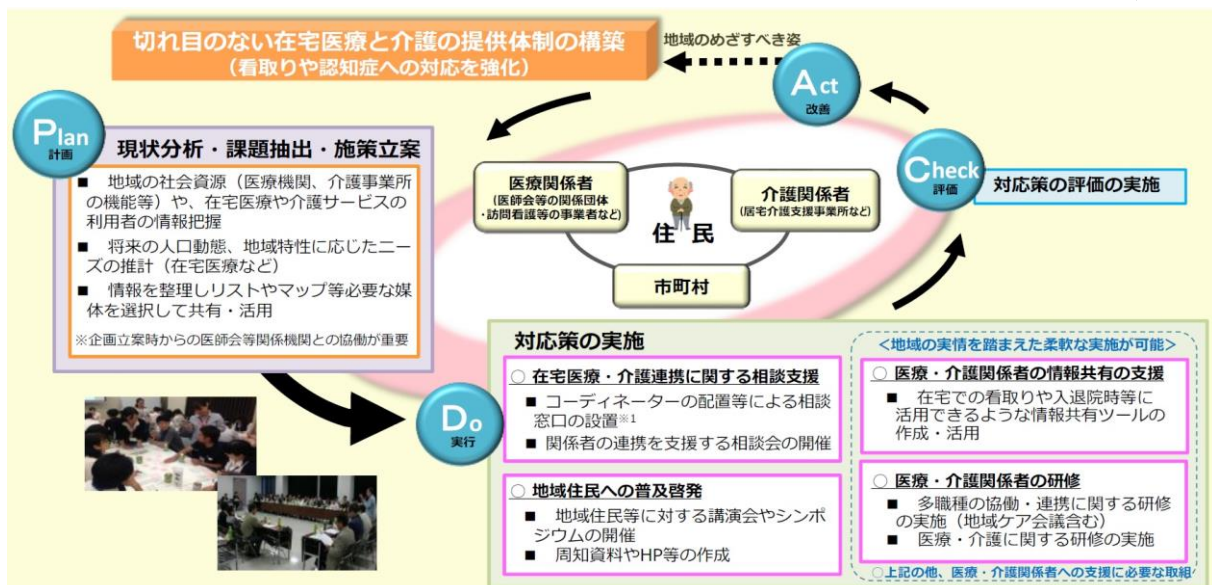 切れ目のない在宅医療と介護の提供体制の構築
（看取りや認知症への対応を強化）
地域のめざすべき姿
Act
改善
Plan
計画
現状分析・課題抽出・施策立案
■ 地域の社会資源（医療機関、介護事業所
の機能等）や、在宅医療や介護サービスの
利用者の情報把握
■ 将来の人口動態、地域特性に応じたニー
ズの推計（在宅医療など）
■ 情報を整理しリストやマップ等必要な媒
体を選択して共有・活用
※企画立案時からの医師会等関係機関との協働が重要
医療関係者
（医師会等の関係団体
・訪問看護等の事業者など）
介護関係者
（居宅介護支援事業所など）
住民
市町村
Check
評価
対応策の評価の実施
Do
実行
対応策の実施
○ 在宅医療・介護連携に関する相談支援
■ コーディネーターの配置等による相談
窓口の設置※1
■ 関係者の連携を支援する相談会の開催
○ 地域住民への普及啓発
■ 地域住民等に対する講演会やシンポ
ジウムの開催
■ 周知資料やHP等の作成
＜地域の実情を踏まえた柔軟な実施が可能＞
○ 医療・介護関係者の情報共有の支援
■ 在宅での看取りや入退院時等に
活用できるような情報共有ツールの
作成・活用
○ 医療・介護関係者の研修
■ 多職種の協働・連携に関する研修
の実施（地域ケア会議含む）
■ 医療・介護に関する研修の実施
○上記の他、医療・介護関係者への支援に必要な取組